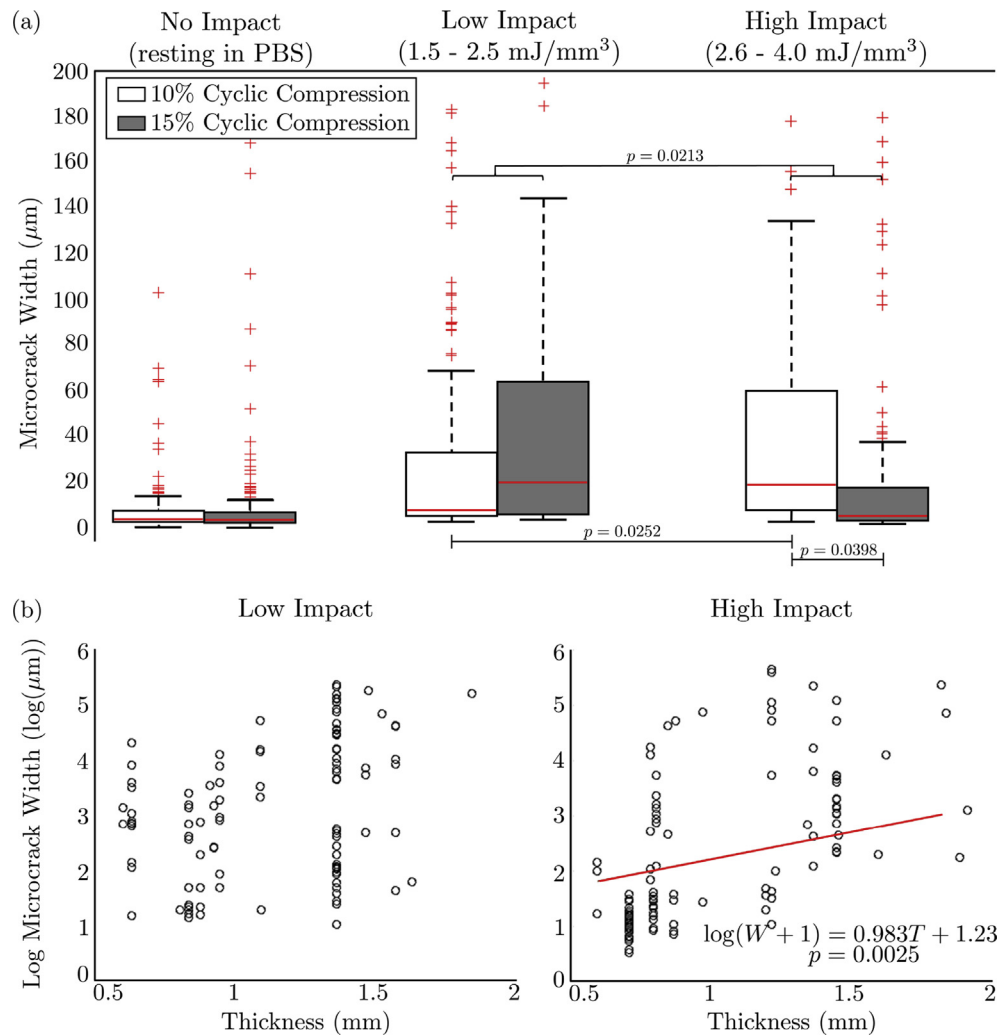 (a)
No Impact
(resting in PBS)
Low Impact
(1.5 - 2.5 mJ/mm³)
High Impact
(2.6 - 4.0 mJ/mm³)
10% Cyclic Compression
15% Cyclic Compression
Microcrack Width (μm)
200
180
160
140
120
100
80
60
40
20
0
p = 0.0213
p = 0.0252
p = 0.0398
(b)
Low Impact
High Impact
Log Microcrack Width (log(μm))
6
5
4
3
2
1
0
0.5
1
1.5
2
Thickness (mm)
6
5
4
3
2
1
0
log(W + 1) = 0.983T + 1.23
p = 0.0025
0.5
1
1.5
2
Thickness (mm)